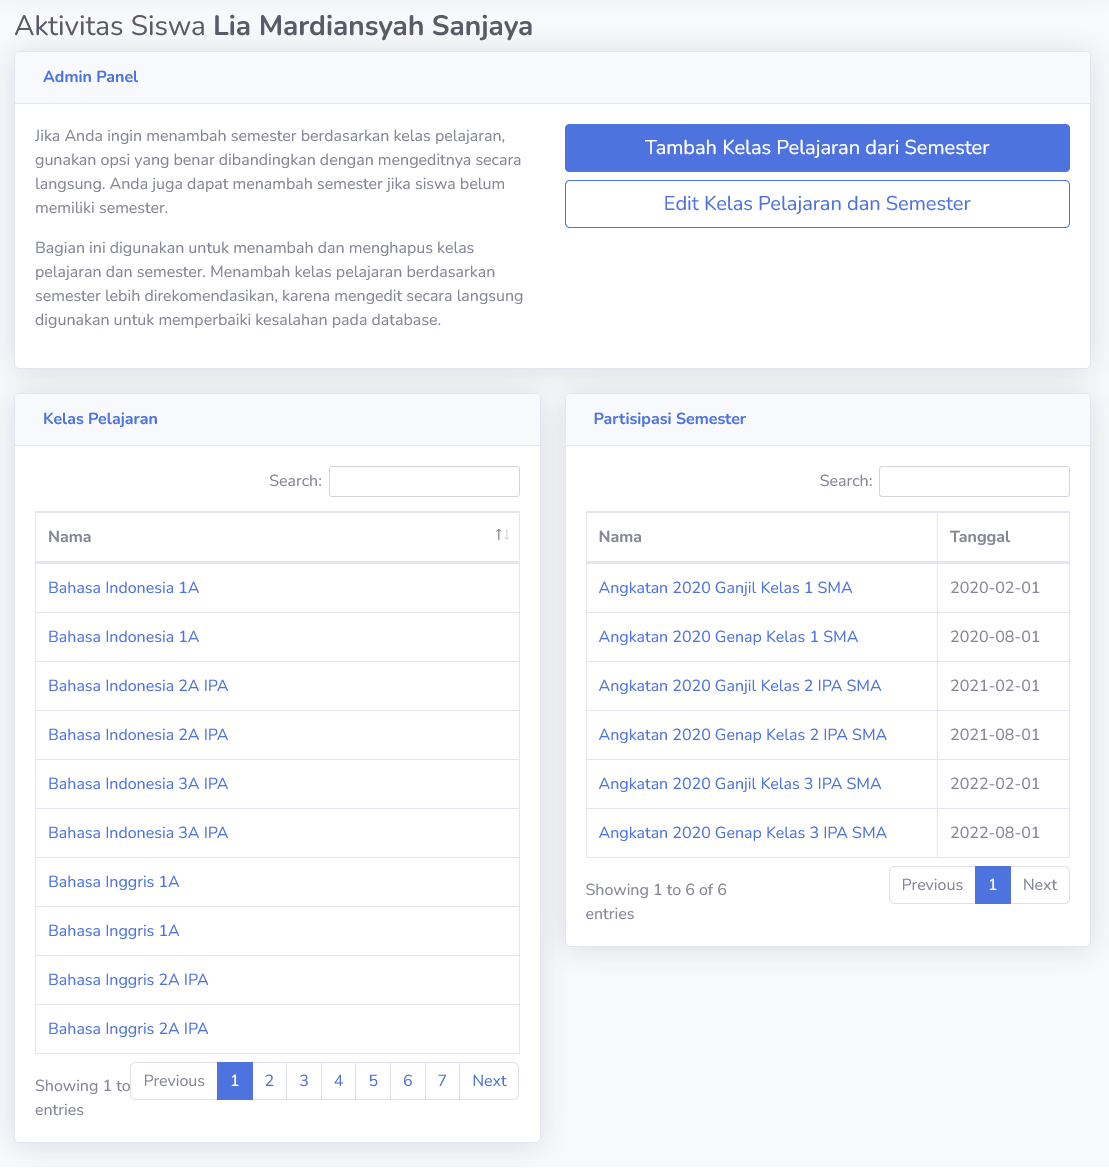 Aktivitas Siswa Lia Mardiansyah Sanjaya
Admin Panel
Jika Anda ingin menambah semester berdasarkan kelas pelajaran,
gunakan opsi yang benar dibandingkan dengan mengeditnya secara
langsung. Anda juga dapat menambah semester jika siswa belum
memiliki semester.
Bagian ini digunakan untuk menambah dan menghapus kelas
pelajaran dan semester. Menambah kelas pelajaran berdasarkan
semester lebih direkomendasikan, karena mengedit secara langsung
digunakan untuk memperbaiki kesalahan pada database.
Tambah Kelas Pelajaran dari Semester
Edit Kelas Pelajaran dan Semester
Kelas Pelajaran
Search:
Nama
Bahasa Indonesia 1A
Bahasa Indonesia 1A
Bahasa Indonesia 2A IPA
Bahasa Indonesia 2A IPA
Bahasa Indonesia 3A IPA
Bahasa Indonesia 3A IPA
Bahasa Inggris 1A
Bahasa Inggris 1A
Bahasa Inggris 2A IPA
Bahasa Inggris 2A IPA
Showing 1 to
entries
Previous 1 2 3 4 5 6 7 Next
Partisipasi Semester
Search:
Nama Tanggal
Angkatan 2020 Ganjil Kelas 1 SMA 2020-02-01
Angkatan 2020 Genap Kelas 1 SMA 2020-08-01
Angkatan 2020 Ganjil Kelas 2 IPA SMA 2021-02-01
Angkatan 2020 Genap Kelas 2 IPA SMA 2021-08-01
Angkatan 2020 Ganjil Kelas 3 IPA SMA 2022-02-01
Angkatan 2020 Genap Kelas 3 IPA SMA 2022-08-01
Showing 1 to 6 of 6
entries
Previous 1 Next